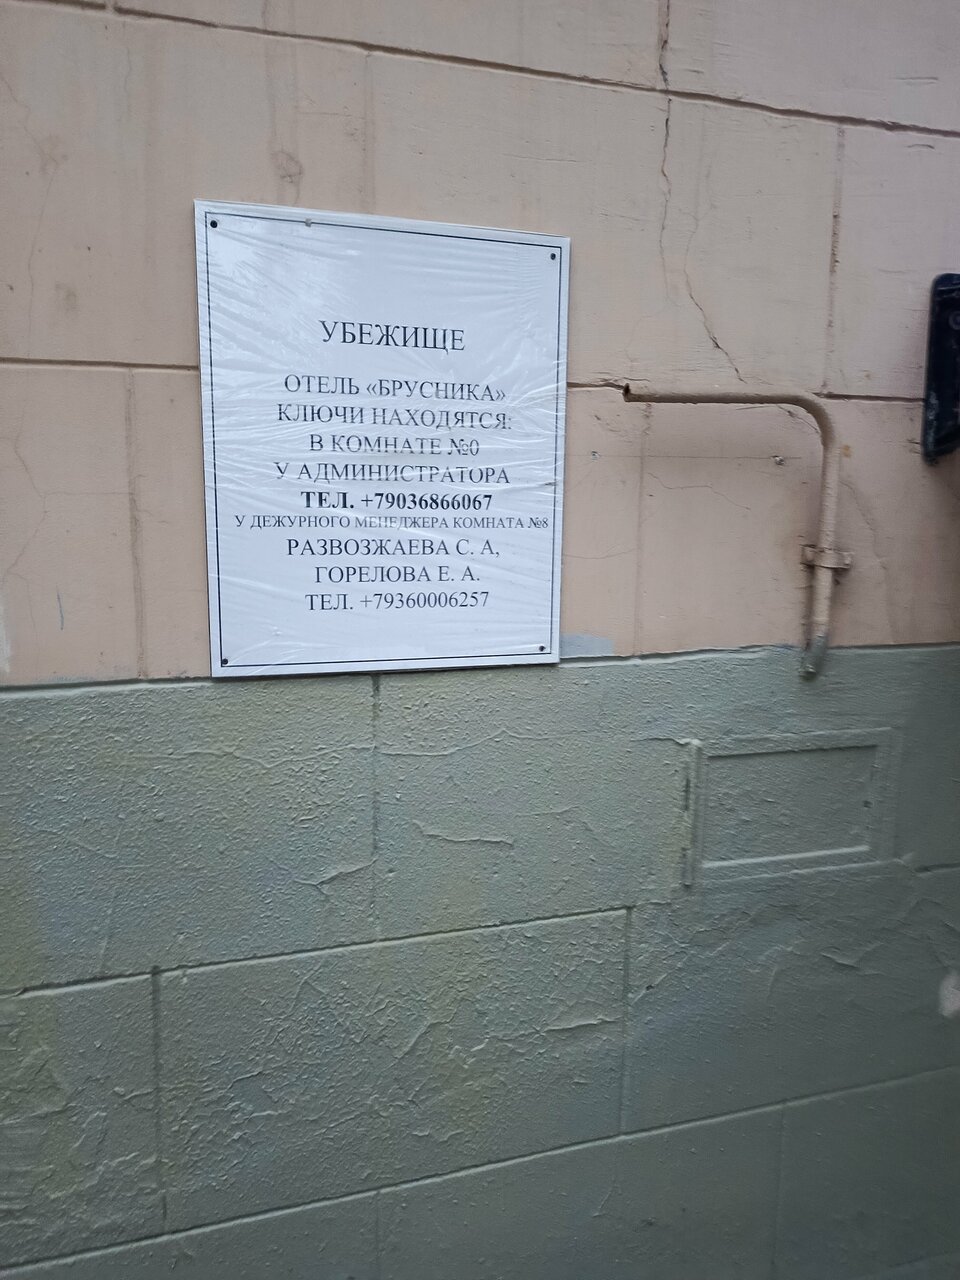 УБЕЖИЩЕ
ОТЕЛЬ «БРУСНИКА»
КЛЮЧИ НАХОДЯТСЯ:
В КОМНАТЕ №0
У АДМИНИСТРАТОРА
ТЕЛ. +79036866067
У ДЕЖУРНОГО МЕНЕДЖЕРА КОМНАТА №8
РАЗВОЗЖАЕВА С. А,
ГОРЕЛОВА Е. А.
ТЕЛ. +79360006257